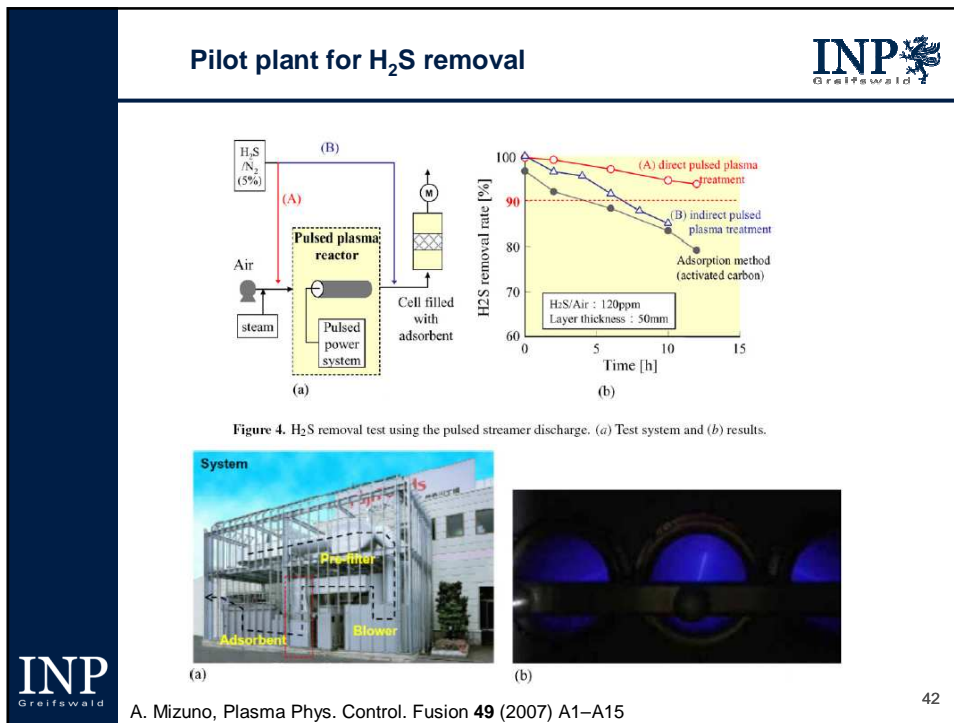 Pilot plant for H₂S removal
INP
Greifswald
H₂S
/N₂
(5%)
(B)
(A)
M
Pulsed plasma
reactor
Air
steam
Pulsed
power
system
Cell filled
with
adsorbent
(a)
H2S removal rate [%]
100
90
80
70
60
(A) direct pulsed plasma
treatment
(B) indirect pulsed
plasma treatment
Adsorption method
(activated carbon)
H2S/Air : 120ppm
Layer thickness : 50mm
0
5
10
15
Time [h]
(b)
Figure 4. H₂S removal test using the pulsed streamer discharge. (a) Test system and (b) results.
System
Pre-filter
Adsorbent
Blower
(a)
(b)
INP
Greifswald
A. Mizuno, Plasma Phys. Control. Fusion 49 (2007) A1–A15
42